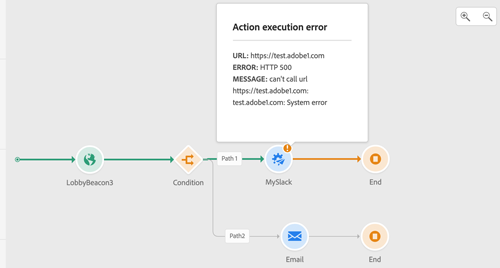 Action execution error
URL: https://test.adobe1.com
ERROR: HTTP 500
MESSAGE: can't call url
https://test.adobe1.com:
test.adobe1.com: System error
Path 1
LobbyBeacon3
Condition
MySlack
End
Path2
Email
End